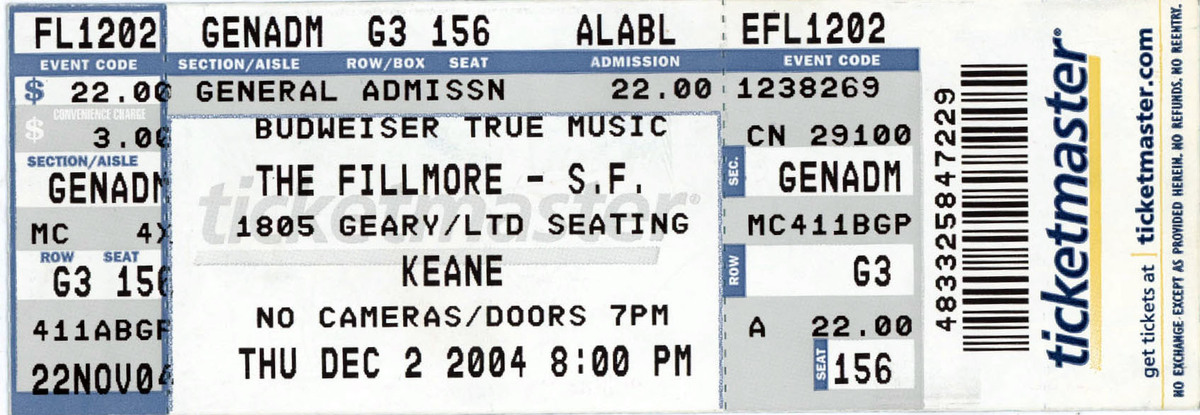 FL1202 GENADM G3 156 ALABL EFL1202
EVENT CODE SECTION/AISLE ROW/BOX SEAT ADMISSION EVENT CODE
$ 22.00 GENERAL ADMISSN 22.00 1238269
CONVENIENCE CHARGE
$ 3.00
SECTION/AISLE
GENADM
MC 4X
ROW SEAT
G3 156
411ABGP
22NOV04
ticketmaster®
BUDWEISER TRUE MUSIC
THE FILLMORE - S.F.
1805 GEARY/LTD SEATING
KEANE
NO CAMERAS/DOORS 7PM
THU DEC 2 2004 8:00 PM
CN 29100
SEC. GENADM
MC411BGP
ROW G3
A 22.00
SEAT 156
483325847229
ticketmaster®
get tickets at ticketmaster.com
NO EXCHANGE EXCEPT AS PROVIDED HEREIN. NO REFUNDS. NO REENTRY.